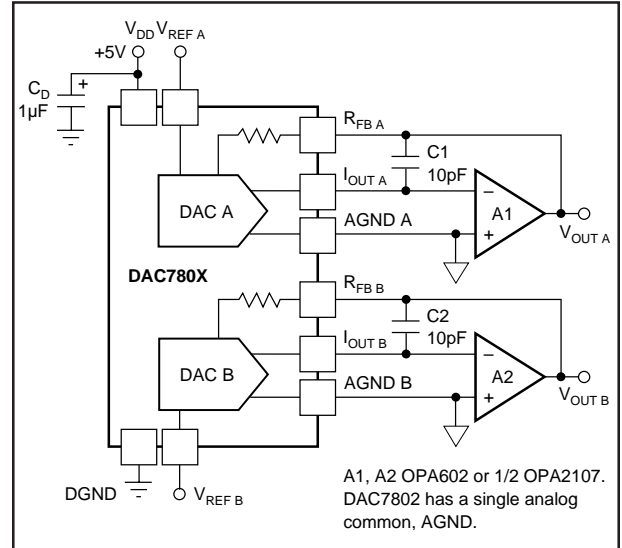 V_DD V_REF A
+5V
C_D
+
1µF
R_FB A
C1
10pF
I_OUT A
–
DAC A
A1
AGND A
+
V_OUT A
DAC780X
R_FB B
C2
10pF
I_OUT B
–
DAC B
A2
AGND B
+
V_OUT B
DGND
V_REF B
A1, A2 OPA602 or 1/2 OPA2107.
DAC7802 has a single analog
common, AGND.